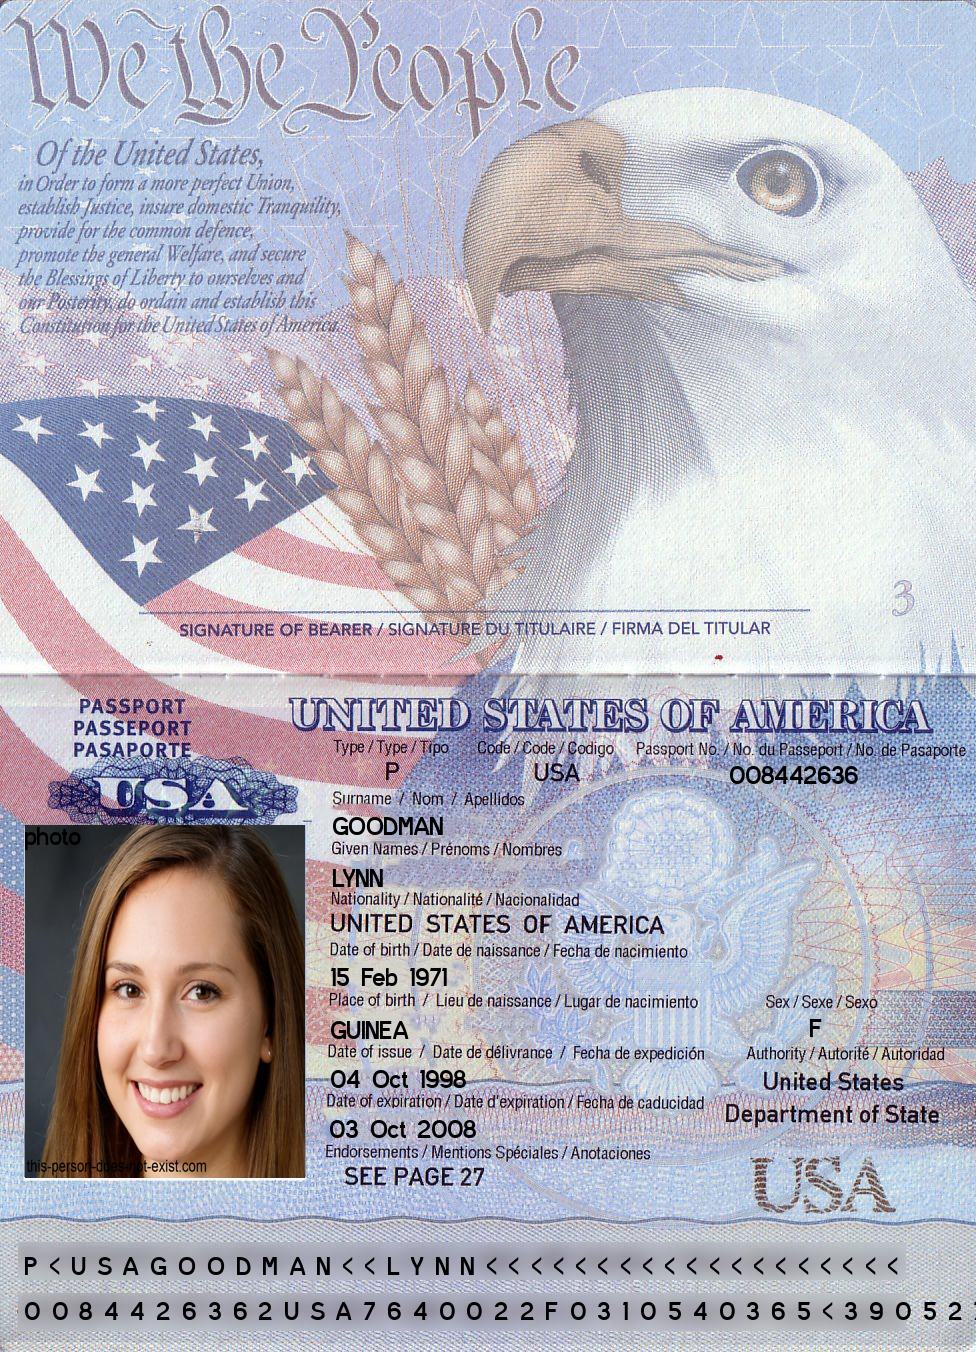 We the People
Of the United States,
in Order to form a more perfect Union,
establish Justice, insure domestic Tranquility,
provide for the common defence,
promote the general Welfare, and secure
the Blessings of Liberty to ourselves and
our Posterity, do ordain and establish this
Constitution for the United States of America.
3
SIGNATURE OF BEARER / SIGNATURE DU TITULAIRE / FIRMA DEL TITULAR
PASSPORT
PASSEPORT
PASAPORTE
USA
UNITED STATES OF AMERICA
Type / Type / Tipo Code / Code / Codigo Passport No. / No. du Passeport / No. de Pasaporte
P USA 008442636
Surname / Nom / Apellidos
GOODMAN
Given Names / Prénoms / Nombres
LYNN
Nationality / Nationalité / Nacionalidad
UNITED STATES OF AMERICA
Date of birth / Date de naissance / Fecha de nacimiento
15 Feb 1971
Place of birth / Lieu de naissance / Lugar de nacimiento Sex / Sexe / Sexo
GUINEA F
Date of issue / Date de délivrance / Fecha de expedición Authority / Autorité / Autoridad
04 Oct 1998 United States
Date of expiration / Date d'expiration / Fecha de caducidad Department of State
03 Oct 2008
Endorsements / Mentions Spéciales / Anotaciones
SEE PAGE 27
USA
photo
this-person-does-not-exist.com
P<USAGOODMAN<<LYNN<<<<<<<<<<<<<<<<<<
0084426362USA7640022F0310540365<39052